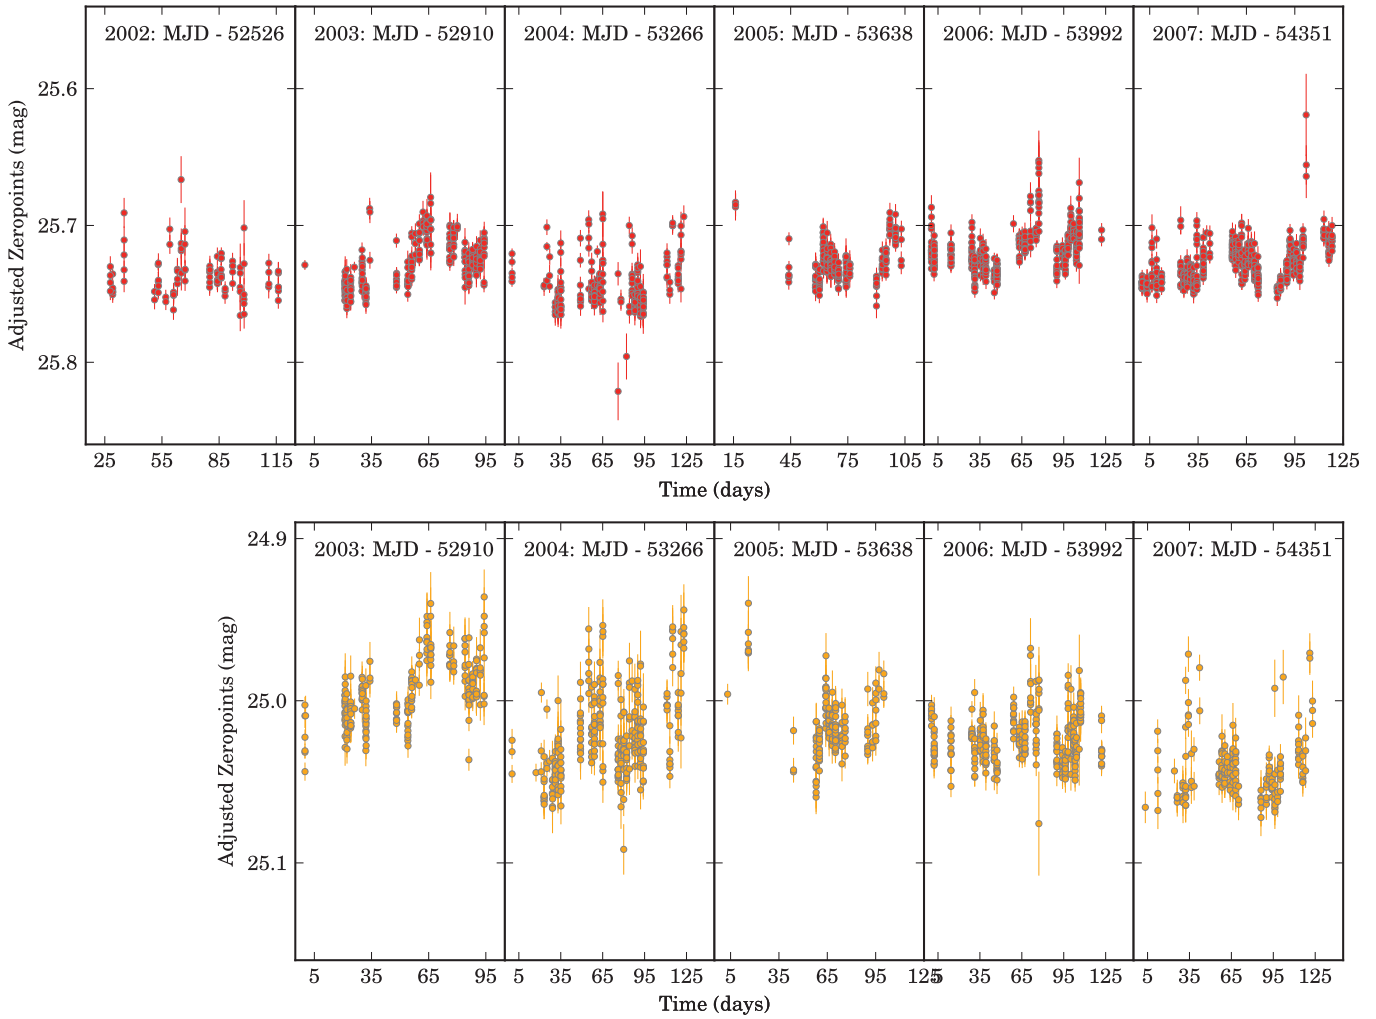 2002: MJD - 52526 2003: MJD - 52910 2004: MJD - 53266 2005: MJD - 53638 2006: MJD - 53992 2007: MJD - 54351
Adjusted Zeropoints (mag)
25.6
25.7
25.8
25 55 85 115 5 35 65 95 5 35 65 95 125 15 45 75 105 5 35 65 95 125 5 35 65 95 125
Time (days)
2003: MJD - 52910 2004: MJD - 53266 2005: MJD - 53638 2006: MJD - 53992 2007: MJD - 54351
Adjusted Zeropoints (mag)
24.9
25.0
25.1
5 35 65 95 5 35 65 95 125 5 35 65 95 125 5 35 65 95 125 5 35 65 95 125
Time (days)